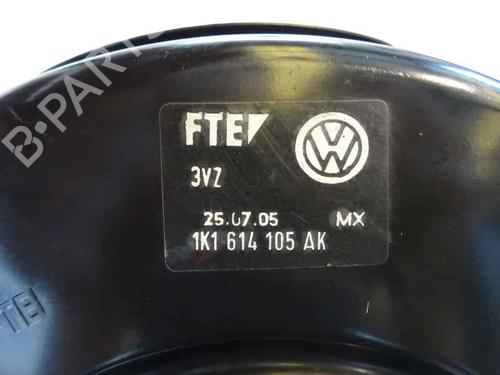 B-PARTS
FTE
3VZ
25.07.05 MX
1K1 614 105 AK
FTE